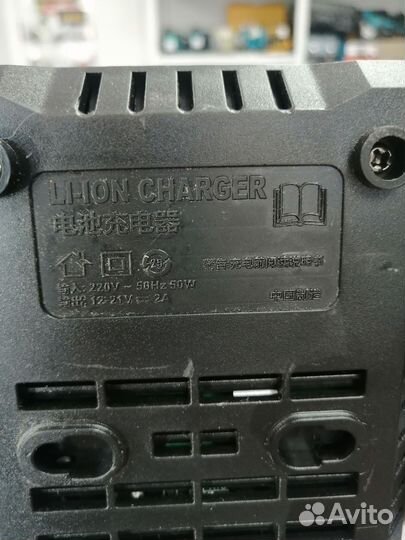 LI-ION CHARGER
电池充电器
输入: 220V ~ 50Hz 50W
输出: 12-21V ⎓ 2A
中国制造
Avito